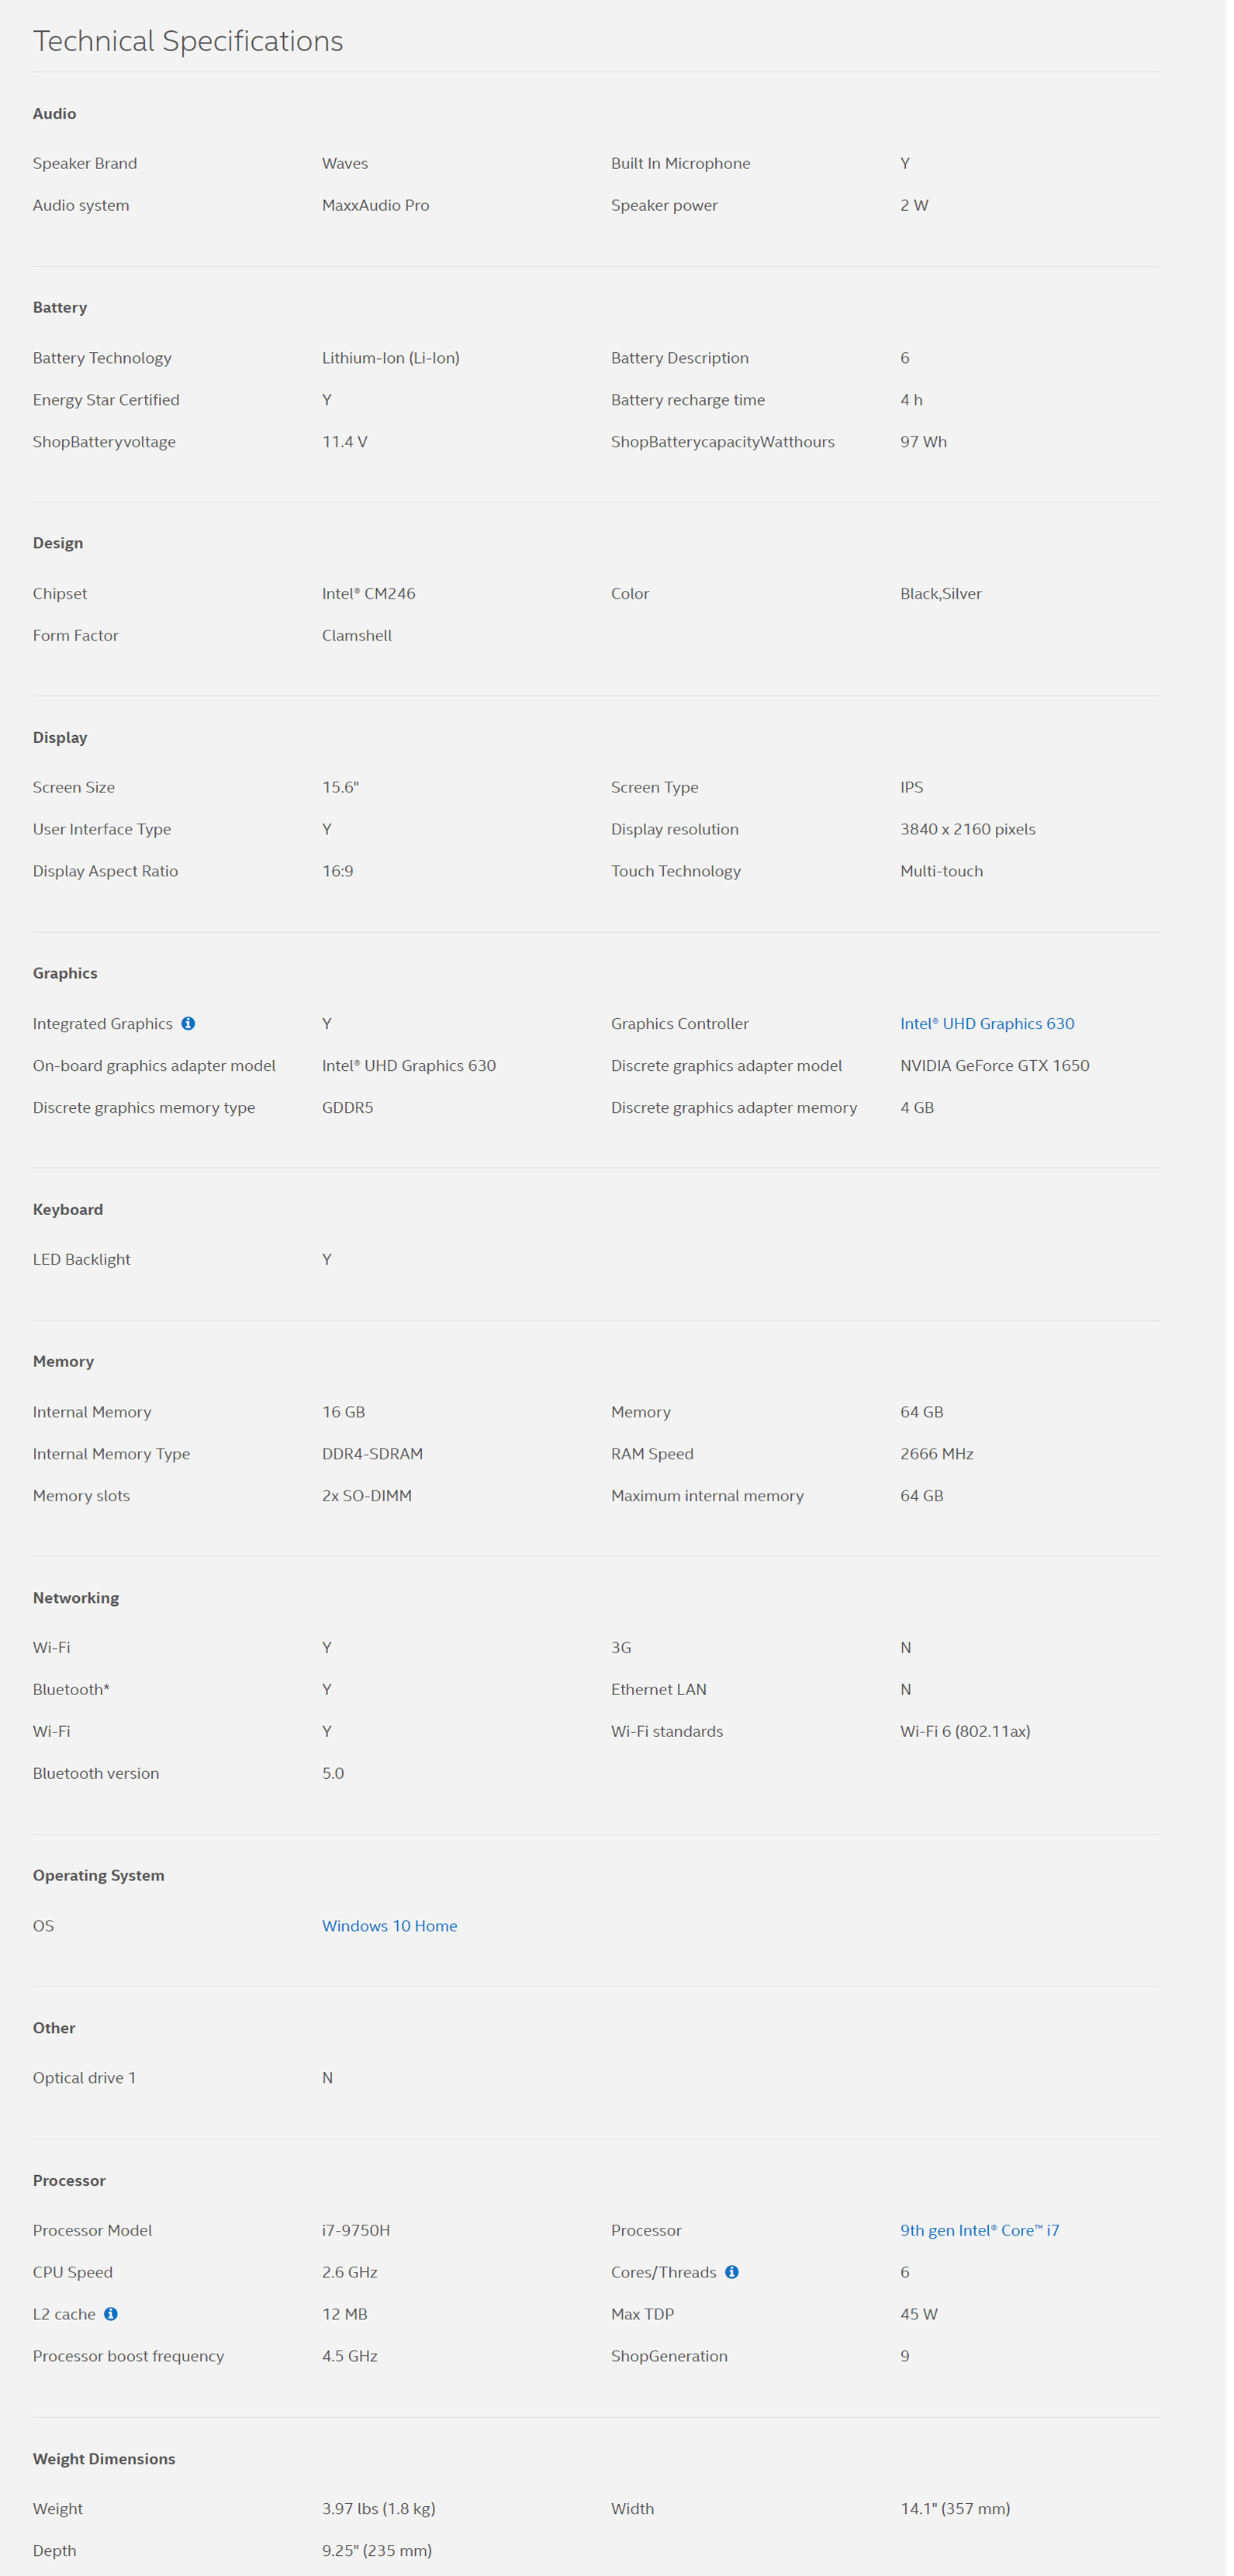 Technical Specifications
Audio
Speaker Brand Waves Built In Microphone Y
Audio system MaxxAudio Pro Speaker power 2 W
Battery
Battery Technology Lithium-Ion (Li-Ion) Battery Description 6
Energy Star Certified Y Battery recharge time 4 h
ShopBatteryvoltage 11.4 V ShopBatterycapacityWatthours 97 Wh
Design
Chipset Intel® CM246 Color Black,Silver
Form Factor Clamshell
Display
Screen Size 15.6" Screen Type IPS
User Interface Type Y Display resolution 3840 x 2160 pixels
Display Aspect Ratio 16:9 Touch Technology Multi-touch
Graphics
Integrated Graphics Y Graphics Controller Intel® UHD Graphics 630
On-board graphics adapter model Intel® UHD Graphics 630 Discrete graphics adapter model NVIDIA GeForce GTX 1650
Discrete graphics memory type GDDR5 Discrete graphics adapter memory 4 GB
Keyboard
LED Backlight Y
Memory
Internal Memory 16 GB Memory 64 GB
Internal Memory Type DDR4-SDRAM RAM Speed 2666 MHz
Memory slots 2x SO-DIMM Maximum internal memory 64 GB
Networking
Wi-Fi Y 3G N
Bluetooth* Y Ethernet LAN N
Wi-Fi Y Wi-Fi standards Wi-Fi 6 (802.11ax)
Bluetooth version 5.0
Operating System
OS Windows 10 Home
Other
Optical drive 1 N
Processor
Processor Model i7-9750H Processor 9th gen Intel® Core™ i7
CPU Speed 2.6 GHz Cores/Threads 6
L2 cache 12 MB Max TDP 45 W
Processor boost frequency 4.5 GHz ShopGeneration 9
Weight Dimensions
Weight 3.97 lbs (1.8 kg) Width 14.1" (357 mm)
Depth 9.25" (235 mm)